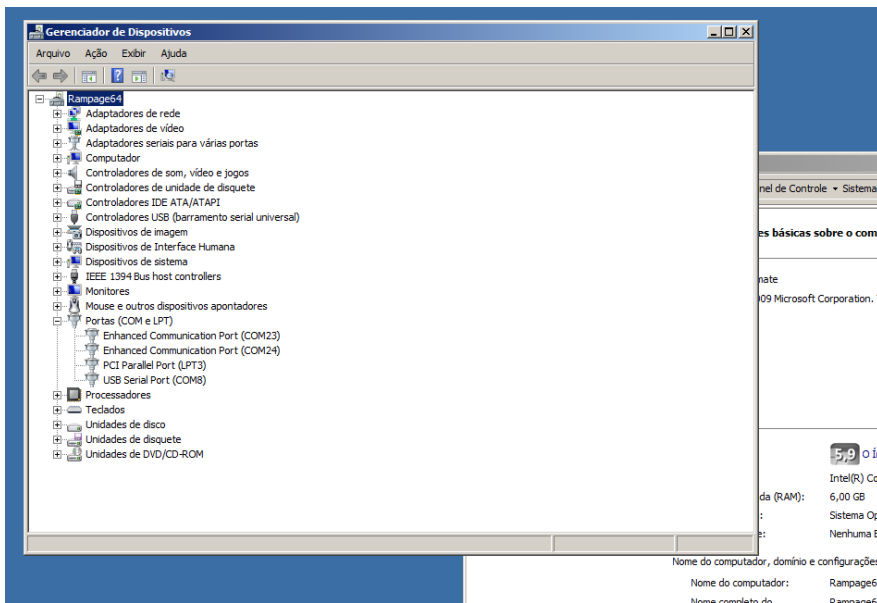 Gerenciador de Dispositivos
Arquivo Ação Exibir Ajuda
Rampage64
Adaptadores de rede
Adaptadores de vídeo
Adaptadores seriais para várias portas
Computador
Controladores de som, vídeo e jogos
Controladores de unidade de disquete
Controladores IDE ATA/ATAPI
Controladores USB (barramento serial universal)
Dispositivos de imagem
Dispositivos de Interface Humana
Dispositivos de sistema
IEEE 1394 Bus host controllers
Monitores
Mouse e outros dispositivos apontadores
Portas (COM e LPT)
Enhanced Communication Port (COM23)
Enhanced Communication Port (COM24)
PCI Parallel Port (LPT3)
USB Serial Port (COM8)
Processadores
Teclados
Unidades de disco
Unidades de disquete
Unidades de DVD/CD-ROM
nel de Controle Sistema
es básicas sobre o com
mate
09 Microsoft Corporation.
5,9
Intel(R) Co
da (RAM): 6,00 GB
Sistema Op
Nenhuma E
Nome do computador, domínio e configurações
Nome do computador: Rampage6
Nome completo do Rampage6